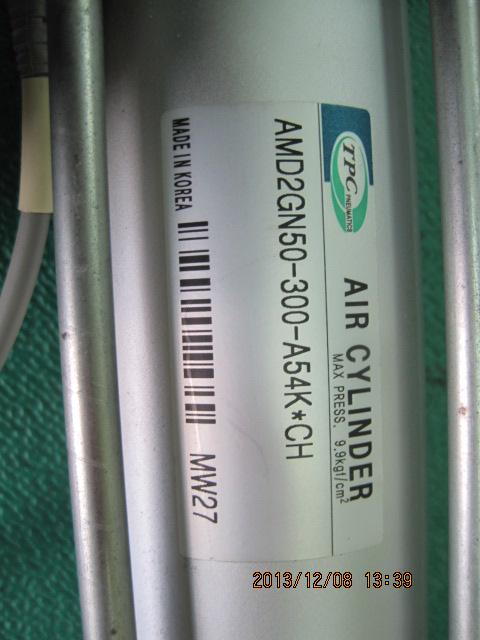 TPC
PNEUMATIC
AIR CYLINDER
MAX PRESS. 9.9kgf/cm²
AMD2GN50-300-A54K*CH
MADE IN KOREA
MW27
2013/12/08 13:39